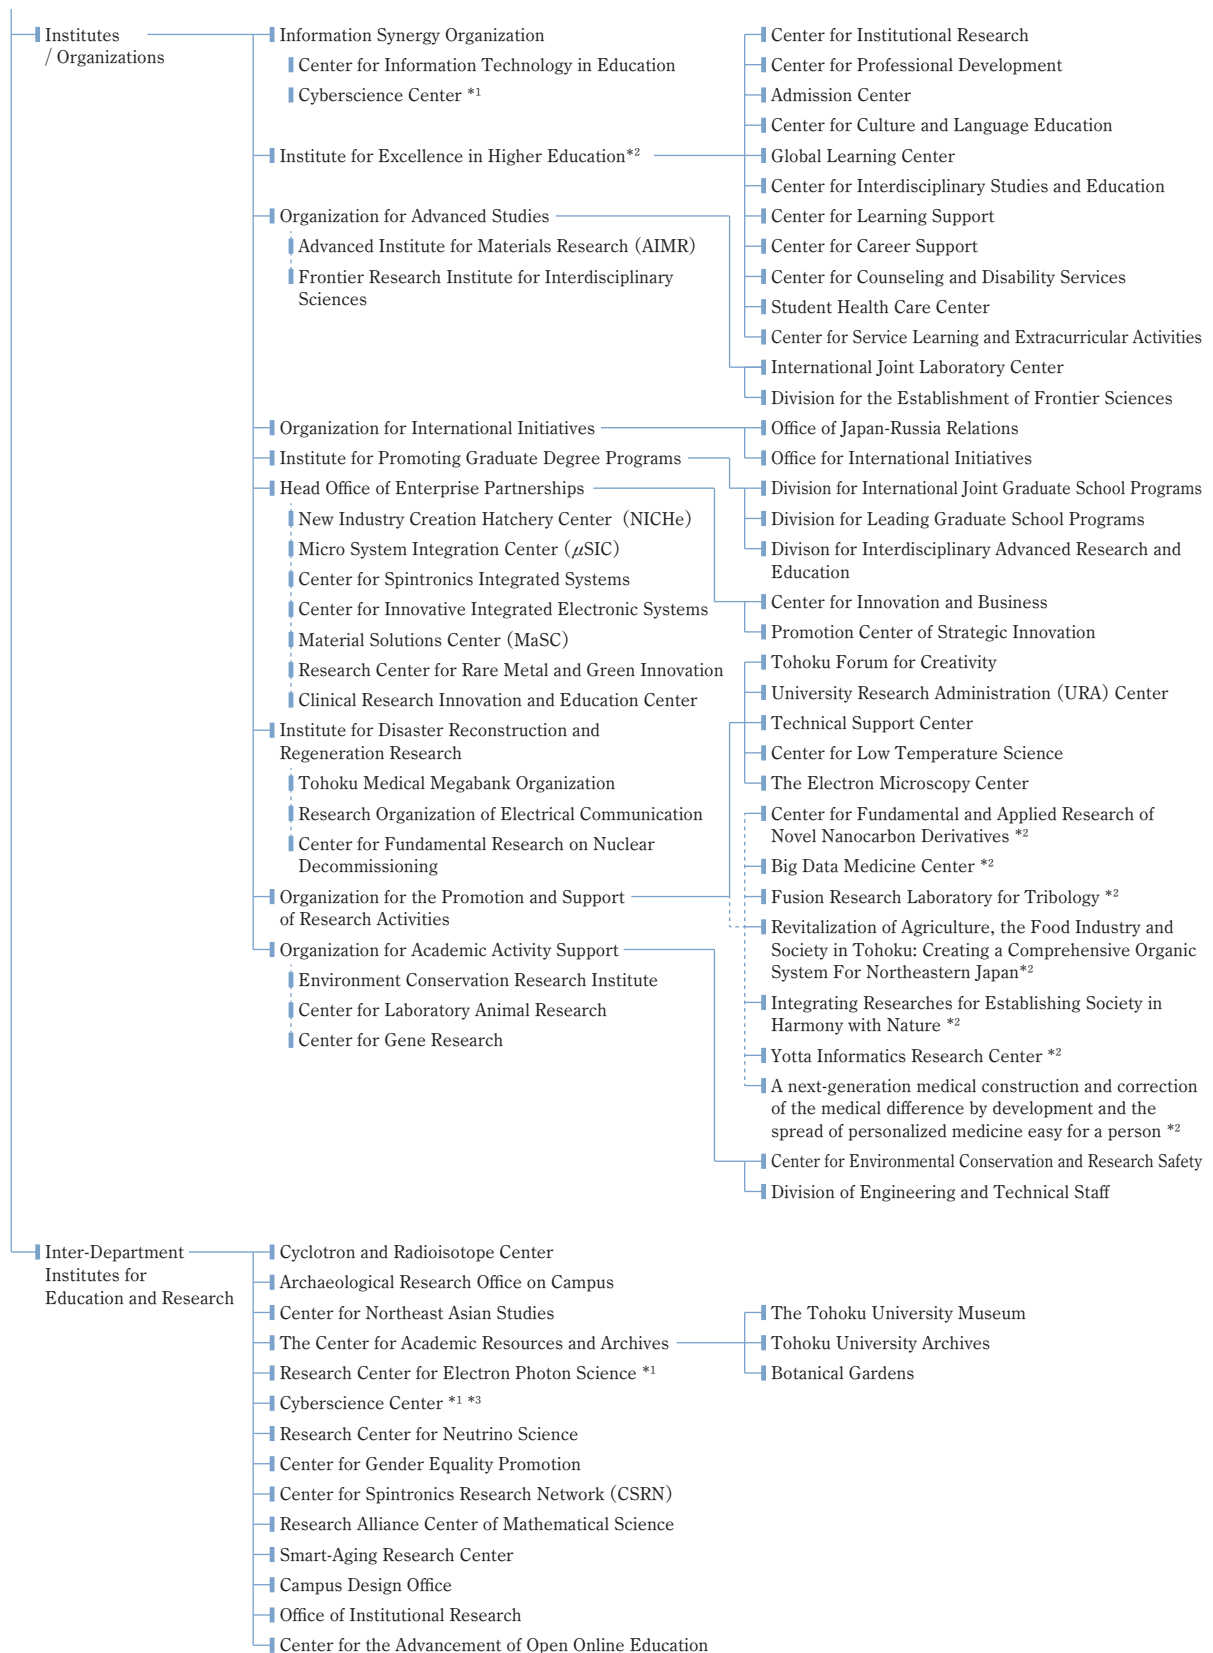 Institutes
/ Organizations
Information Synergy Organization
Center for Information Technology in Education
Cyberscience Center *1
Institute for Excellence in Higher Education*2
Center for Institutional Research
Center for Professional Development
Admission Center
Center for Culture and Language Education
Global Learning Center
Center for Interdisciplinary Studies and Education
Center for Learning Support
Center for Career Support
Center for Counseling and Disability Services
Student Health Care Center
Center for Service Learning and Extracurricular Activities
Organization for Advanced Studies
Advanced Institute for Materials Research (AIMR)
Frontier Research Institute for Interdisciplinary
Sciences
International Joint Laboratory Center
Division for the Establishment of Frontier Sciences
Organization for International Initiatives
Office of Japan-Russia Relations
Office for International Initiatives
Institute for Promoting Graduate Degree Programs
Division for International Joint Graduate School Programs
Division for Leading Graduate School Programs
Divison for Interdisciplinary Advanced Research and
Education
Head Office of Enterprise Partnerships
New Industry Creation Hatchery Center (NICHe)
Micro System Integration Center (μSIC)
Center for Spintronics Integrated Systems
Center for Innovative Integrated Electronic Systems
Material Solutions Center (MaSC)
Research Center for Rare Metal and Green Innovation
Clinical Research Innovation and Education Center
Center for Innovation and Business
Promotion Center of Strategic Innovation
Institute for Disaster Reconstruction and
Regeneration Research
Tohoku Medical Megabank Organization
Research Organization of Electrical Communication
Center for Fundamental Research on Nuclear
Decommissioning
Organization for the Promotion and Support
of Research Activities
Tohoku Forum for Creativity
University Research Administration (URA) Center
Technical Support Center
Center for Low Temperature Science
The Electron Microscopy Center
Center for Fundamental and Applied Research of
Novel Nanocarbon Derivatives *2
Big Data Medicine Center *2
Fusion Research Laboratory for Tribology *2
Revitalization of Agriculture, the Food Industry and
Society in Tohoku: Creating a Comprehensive Organic
System For Northeastern Japan*2
Integrating Researches for Establishing Society in
Harmony with Nature *2
Yotta Informatics Research Center *2
A next-generation medical construction and correction
of the medical difference by development and the
spread of personalized medicine easy for a person *2
Organization for Academic Activity Support
Environment Conservation Research Institute
Center for Laboratory Animal Research
Center for Gene Research
Center for Environmental Conservation and Research Safety
Division of Engineering and Technical Staff
Inter-Department
Institutes for
Education and Research
Cyclotron and Radioisotope Center
Archaeological Research Office on Campus
Center for Northeast Asian Studies
The Center for Academic Resources and Archives
The Tohoku University Museum
Tohoku University Archives
Botanical Gardens
Research Center for Electron Photon Science *1
Cyberscience Center *1 *3
Research Center for Neutrino Science
Center for Gender Equality Promotion
Center for Spintronics Research Network (CSRN)
Research Alliance Center of Mathematical Science
Smart-Aging Research Center
Campus Design Office
Office of Institutional Research
Center for the Advancement of Open Online Education